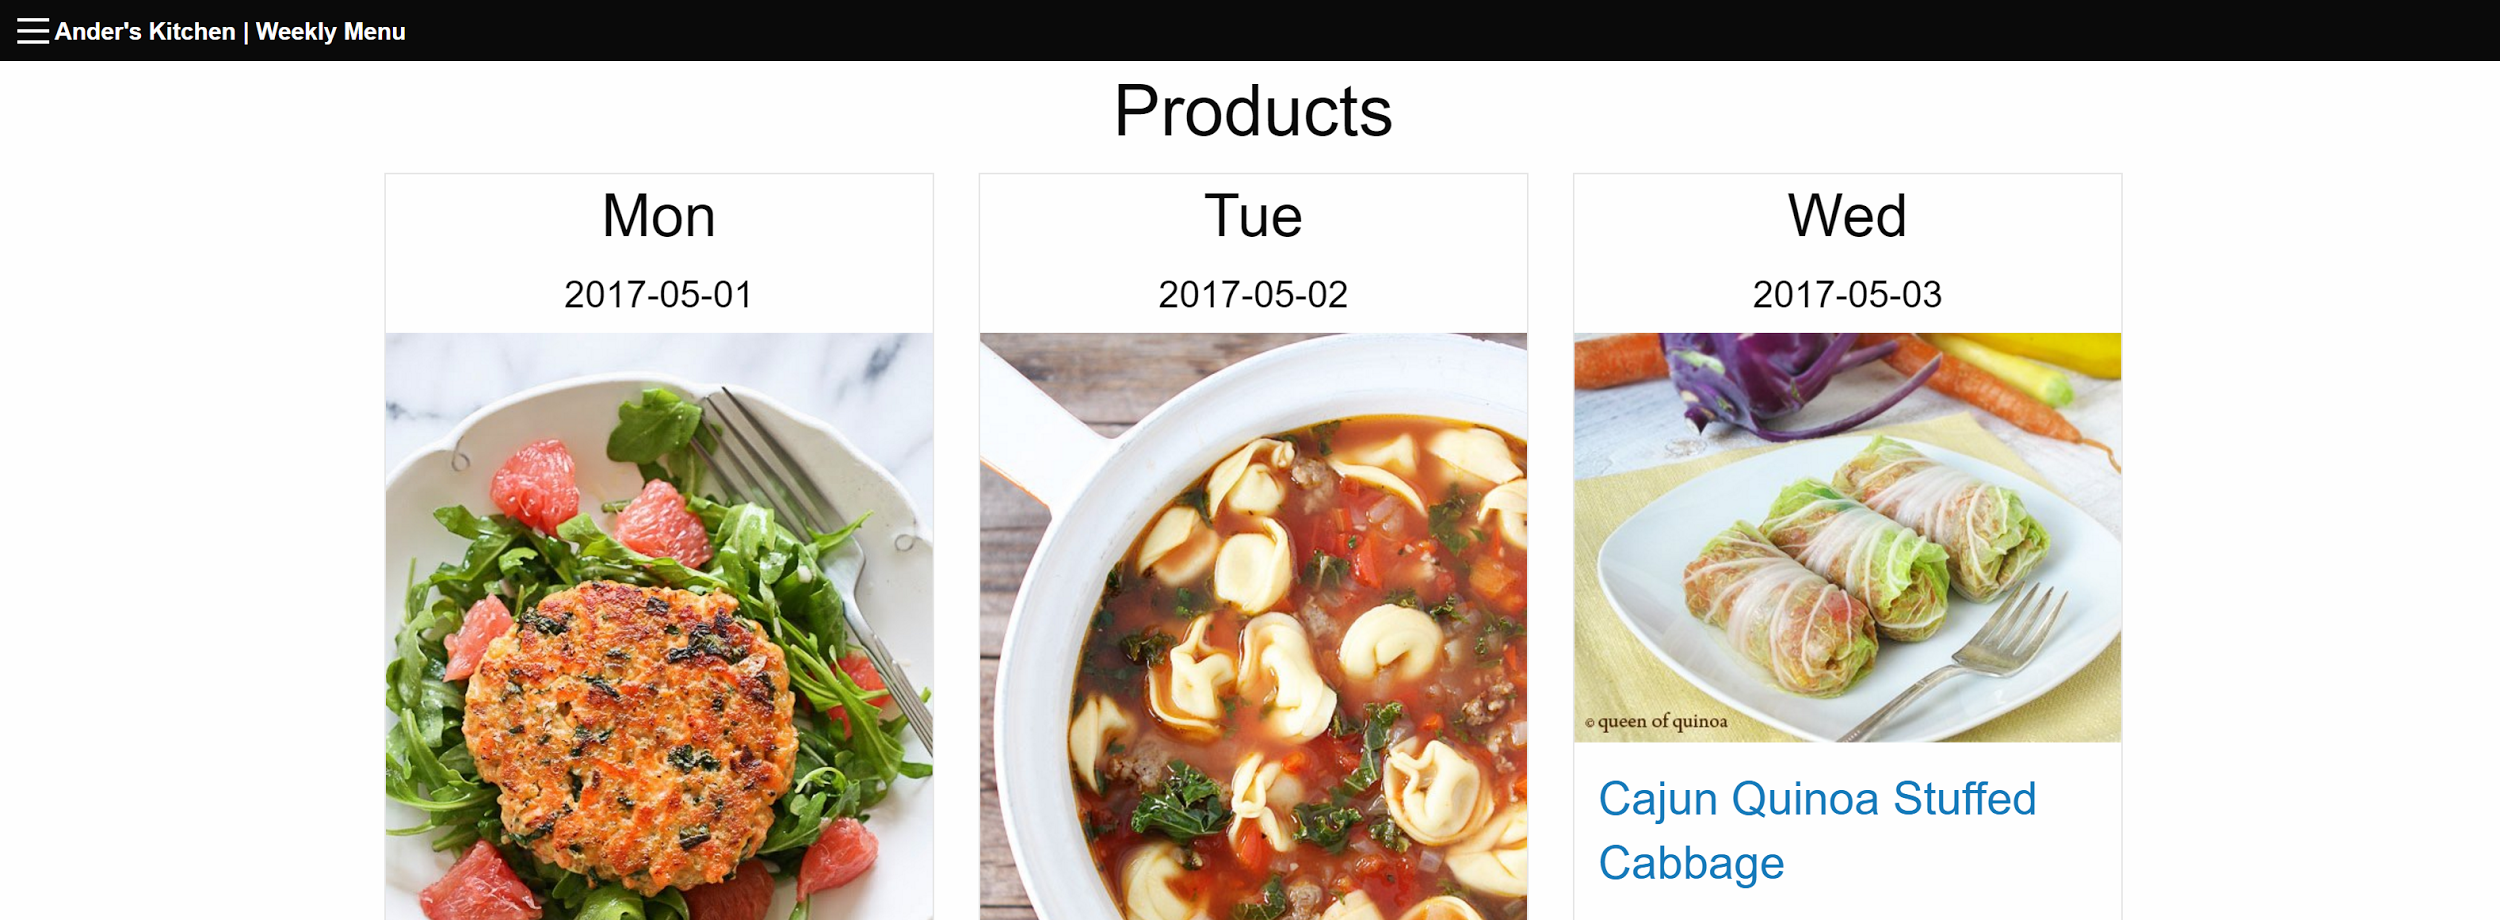 Ander's Kitchen | Weekly Menu
Products
Mon
2017-05-01
Tue
2017-05-02
Wed
2017-05-03
© queen of quinoa
Cajun Quinoa Stuffed
Cabbage